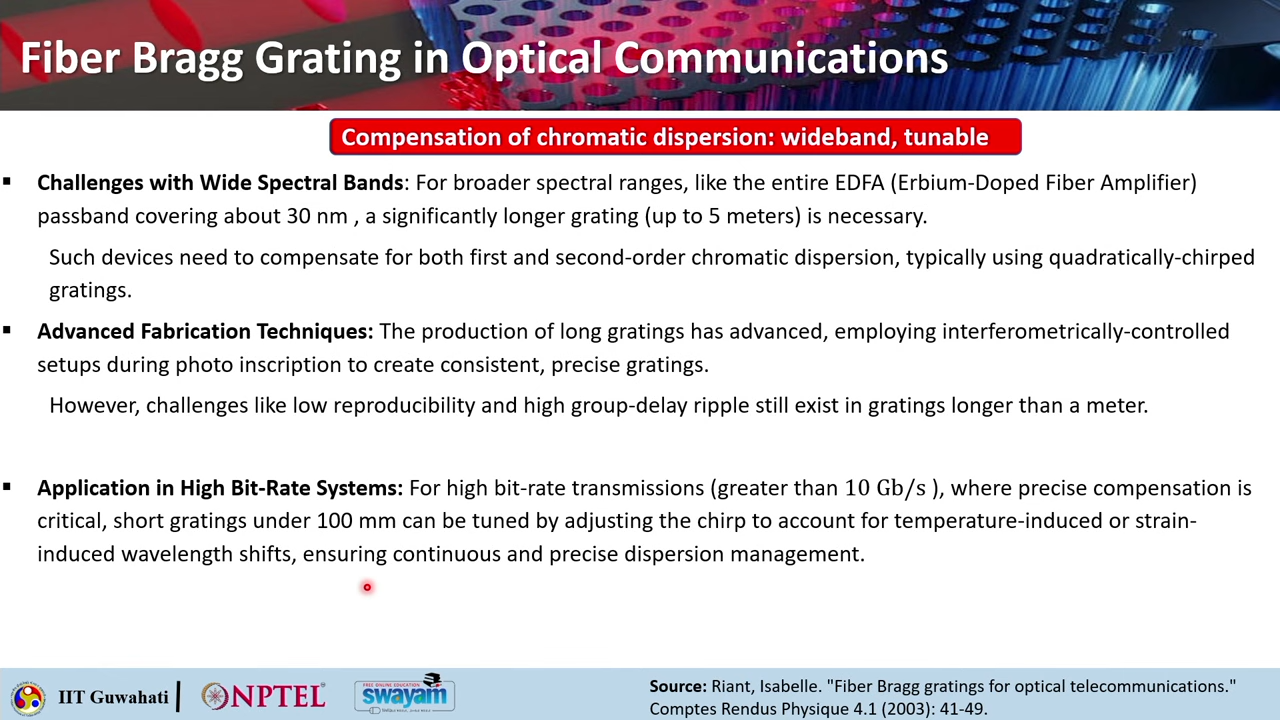 Fiber Bragg Grating in Optical Communications
Compensation of chromatic dispersion: wideband, tunable
▪ Challenges with Wide Spectral Bands: For broader spectral ranges, like the entire EDFA (Erbium-Doped Fiber Amplifier)
passband covering about 30 nm , a significantly longer grating (up to 5 meters) is necessary.
Such devices need to compensate for both first and second-order chromatic dispersion, typically using quadratically-chirped
gratings.
▪ Advanced Fabrication Techniques: The production of long gratings has advanced, employing interferometrically-controlled
setups during photo inscription to create consistent, precise gratings.
However, challenges like low reproducibility and high group-delay ripple still exist in gratings longer than a meter.
▪ Application in High Bit-Rate Systems: For high bit-rate transmissions (greater than 10 Gb/s ), where precise compensation is
critical, short gratings under 100 mm can be tuned by adjusting the chirp to account for temperature-induced or strain-
induced wavelength shifts, ensuring continuous and precise dispersion management.
IIT Guwahati
NPTEL
FREE ONLINE EDUCATION
swayam
Source: Riant, Isabelle. "Fiber Bragg gratings for optical telecommunications."
Comptes Rendus Physique 4.1 (2003): 41-49.